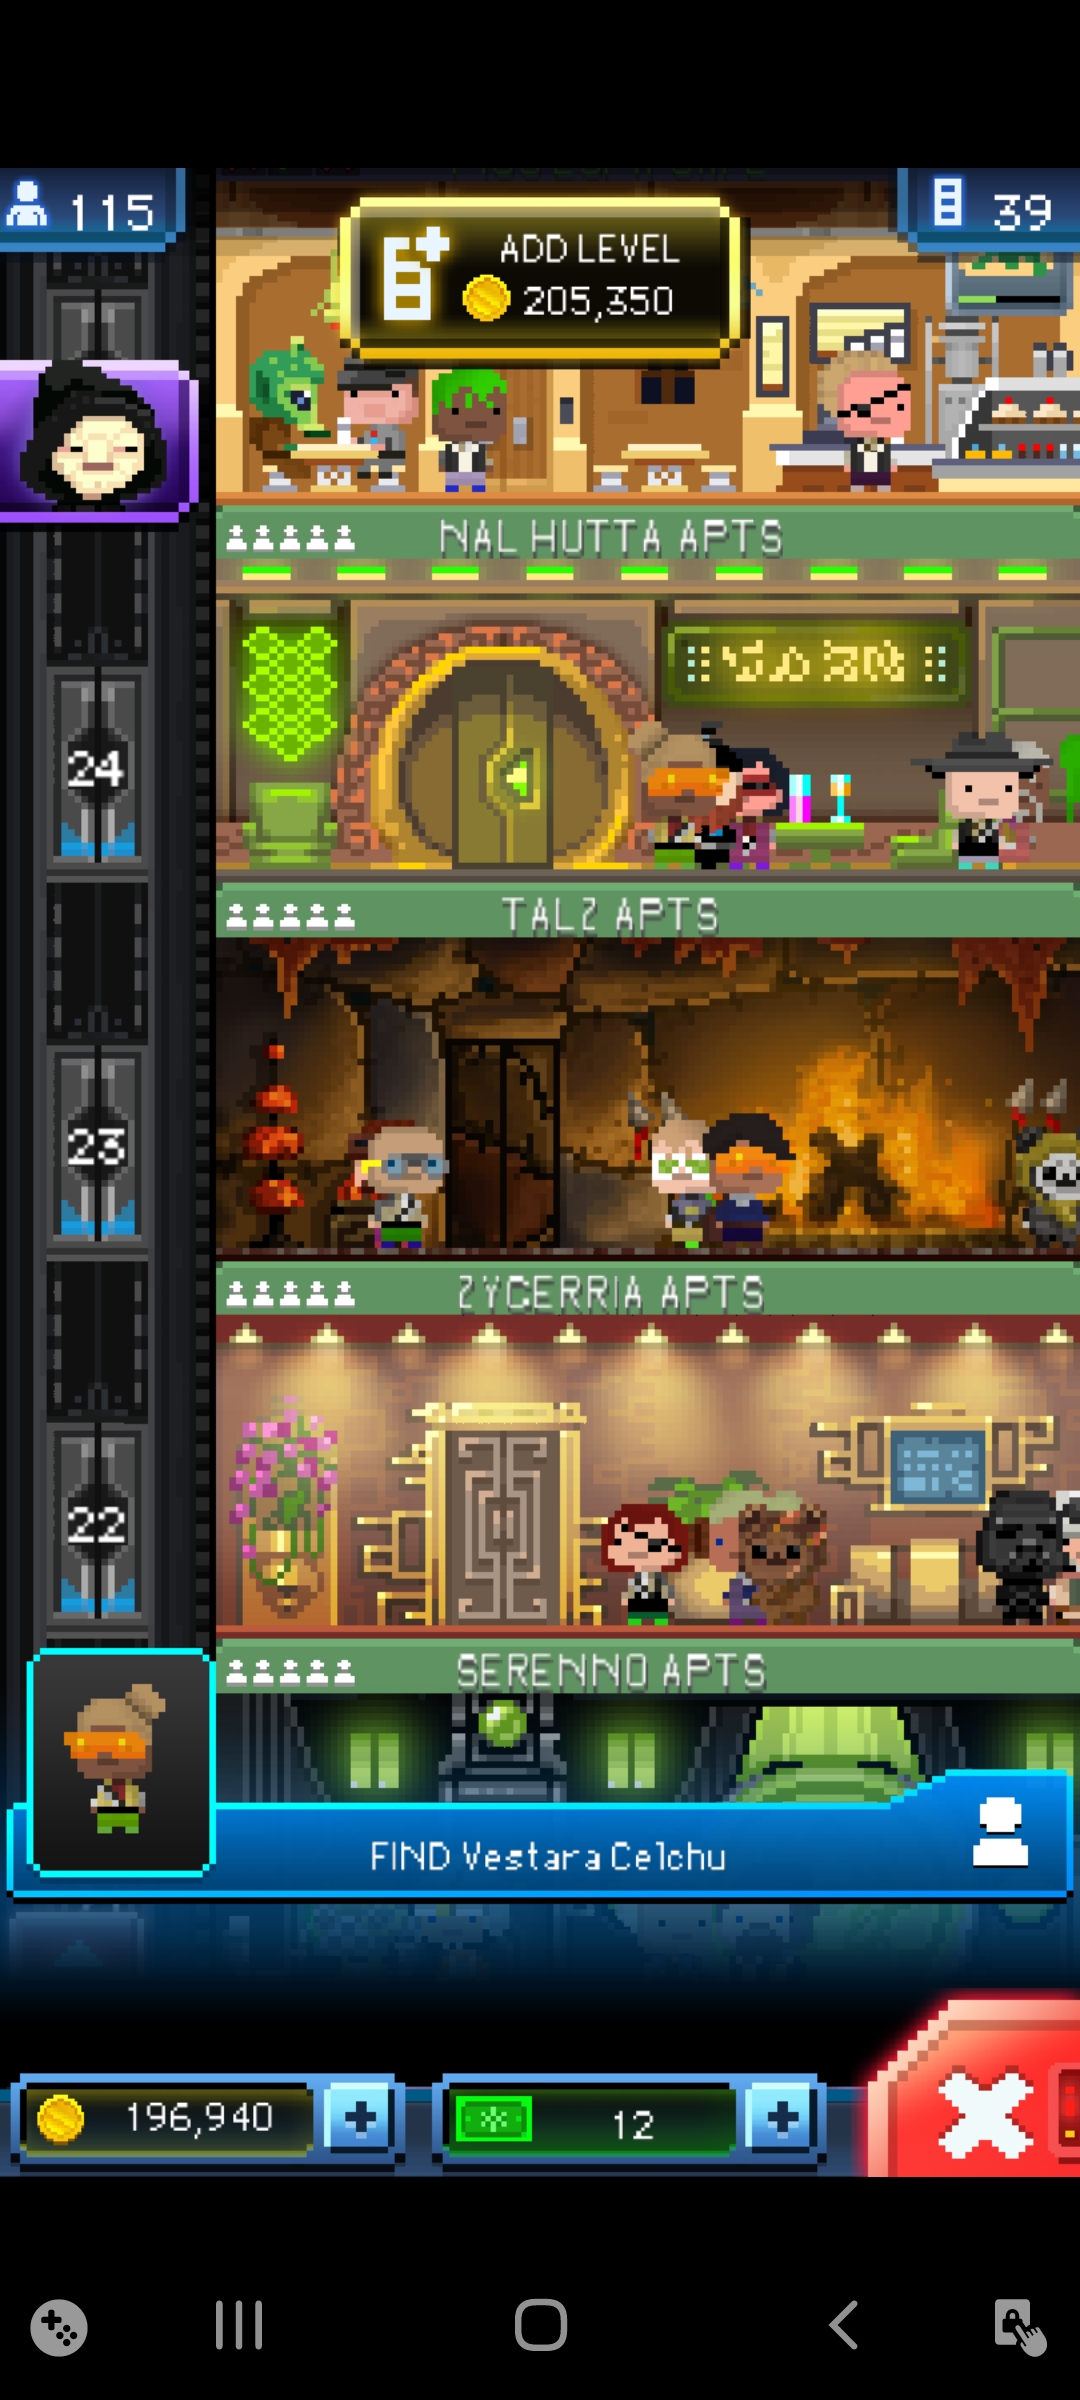 115
ADD LEVEL
205,350
39
NAL HUTTA APTS
24
TALZ APTS
23
ZYGERRIA APTS
22
SERENNO APTS
FIND Vestara Celchu
196,940
12